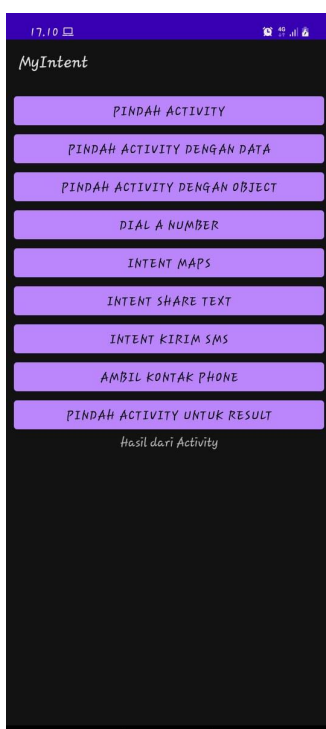 17.10
4G
MyIntent
PINDAH ACTIVITY
PINDAH ACTIVITY DENGAN DATA
PINDAH ACTIVITY DENGAN OBJECT
DIAL A NUMBER
INTENT MAPS
INTENT SHARE TEXT
INTENT KIRIM SMS
AMBIL KONTAK PHONE
PINDAH ACTIVITY UNTUK RESULT
Hasil dari Activity